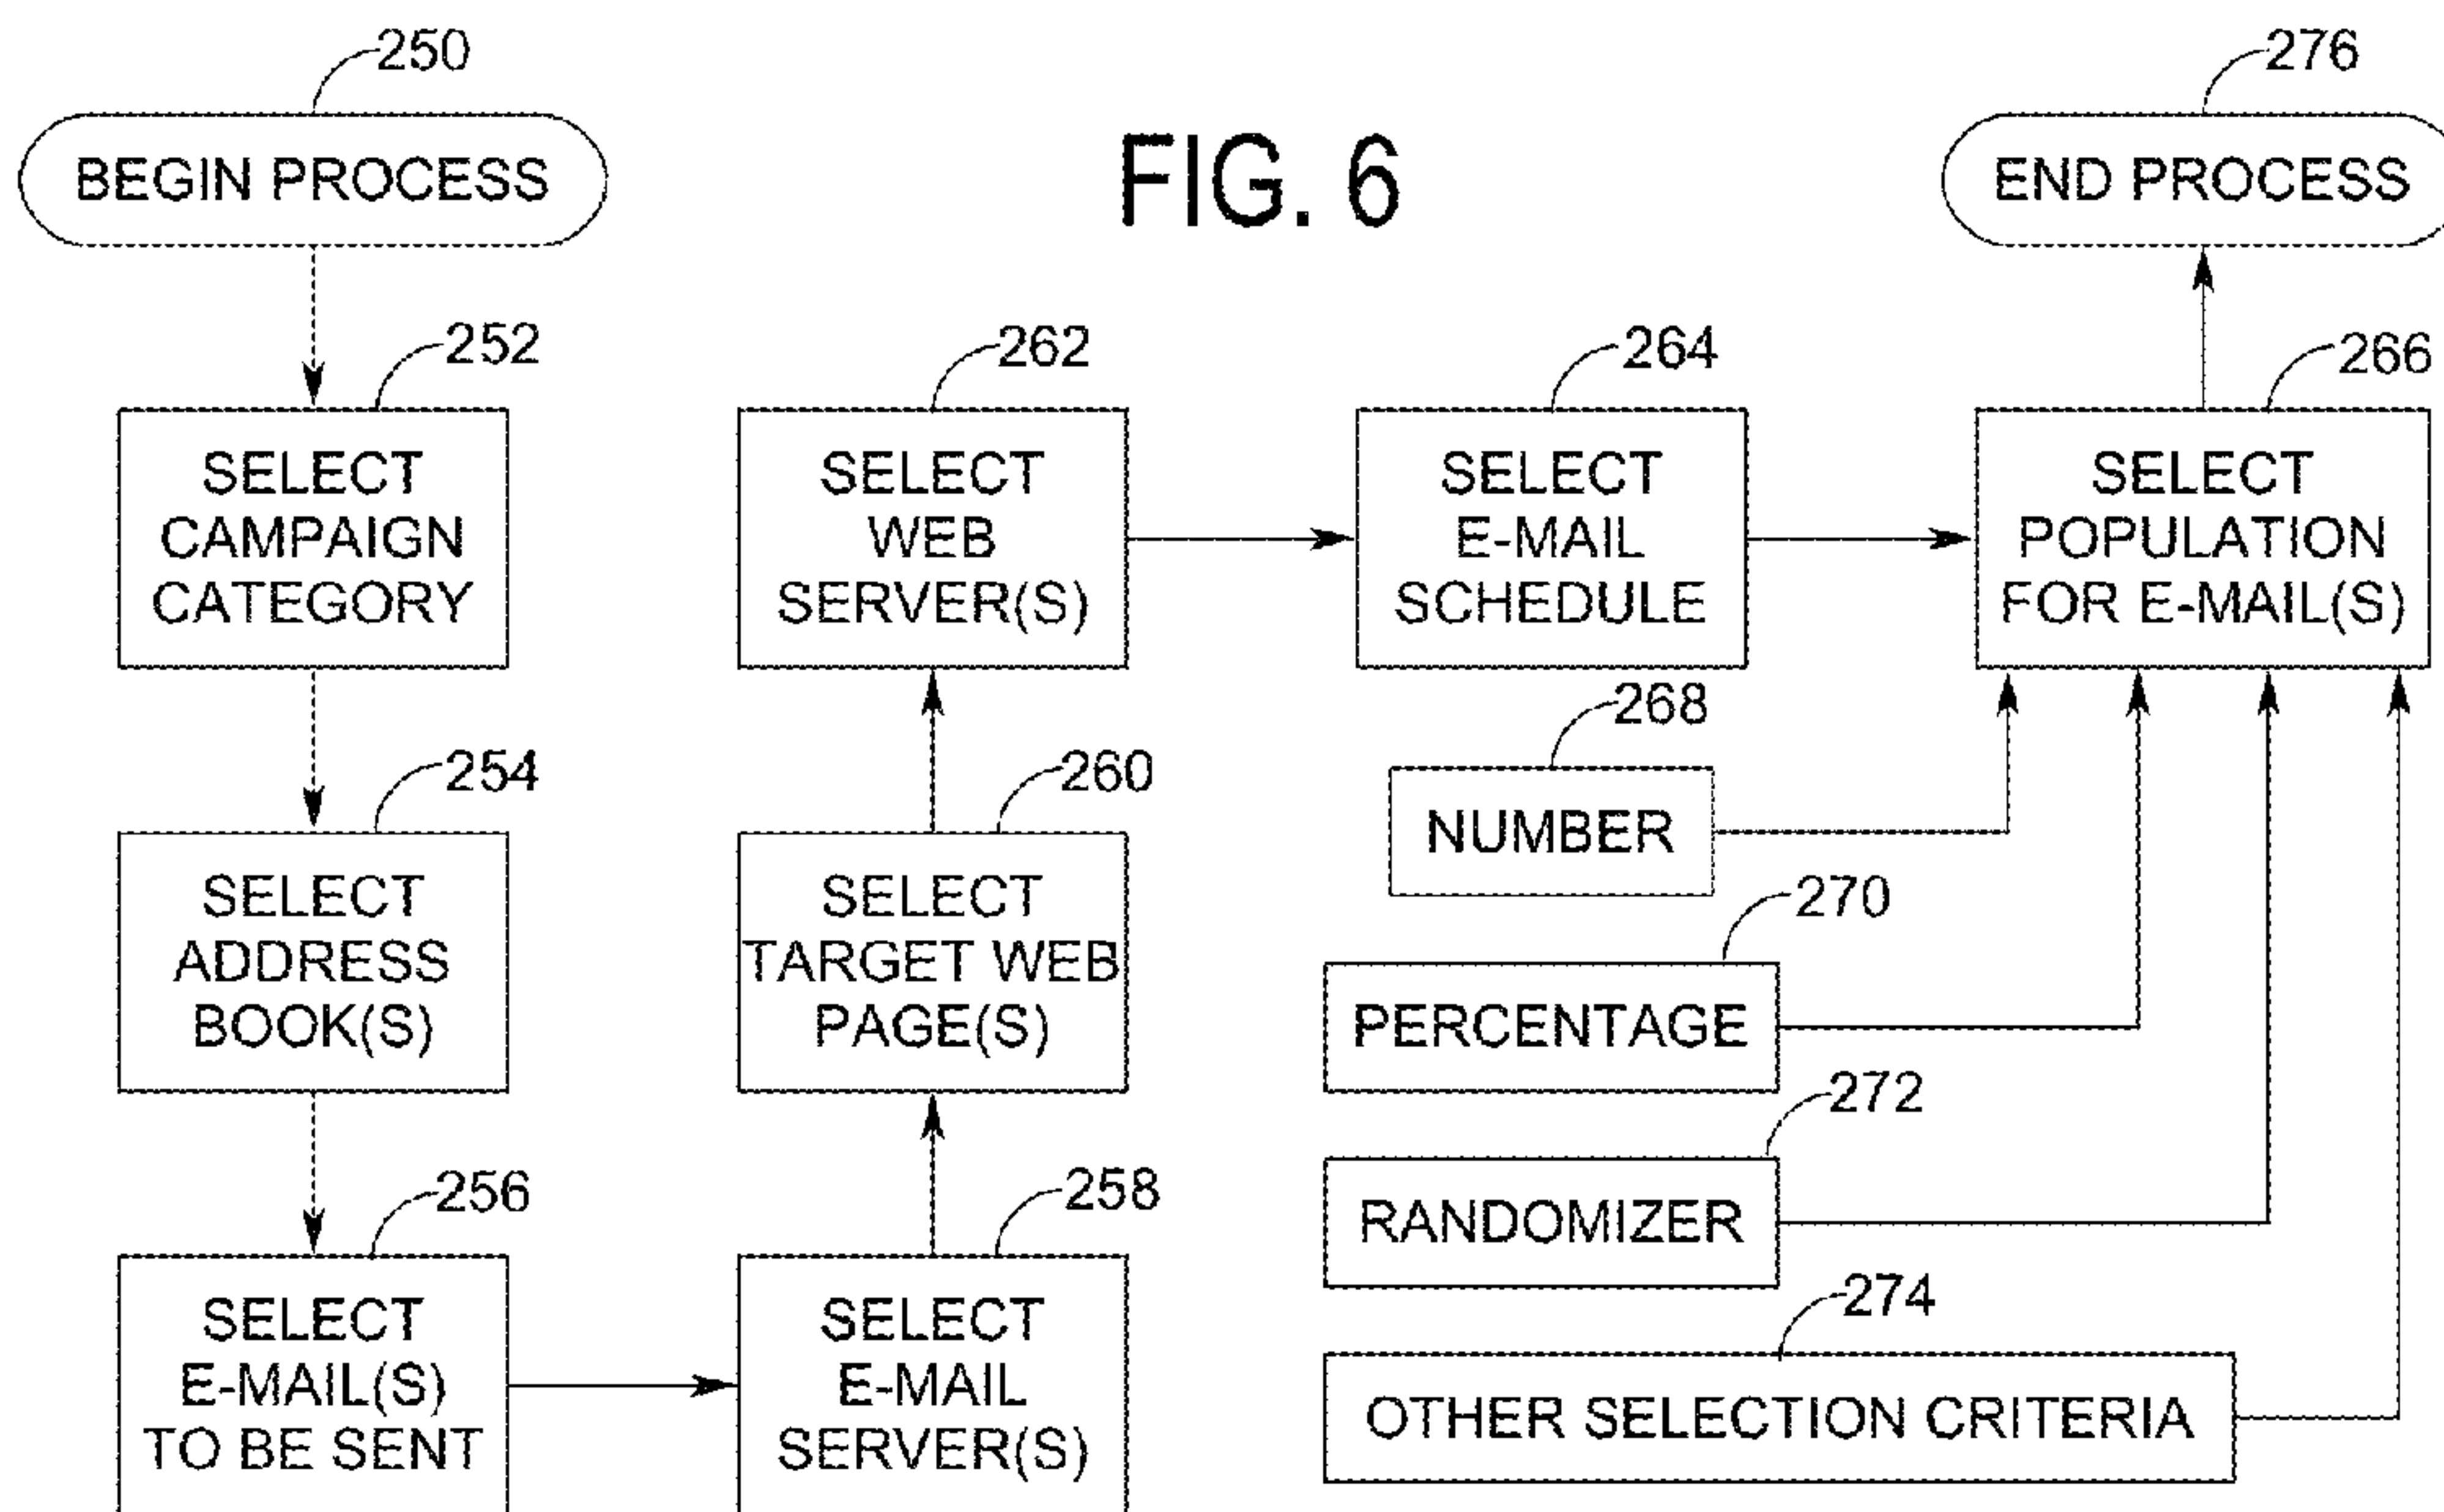 FIG. 6
250
BEGIN PROCESS
252
SELECT
CAMPAIGN
CATEGORY
254
SELECT
ADDRESS
BOOK(S)
256
SELECT
E-MAIL(S)
TO BE SENT
258
SELECT
E-MAIL
SERVER(S)
260
SELECT
TARGET WEB
PAGE(S)
262
SELECT
WEB
SERVER(S)
264
SELECT
E-MAIL
SCHEDULE
266
SELECT
POPULATION
FOR E-MAIL(S)
268
NUMBER
270
PERCENTAGE
272
RANDOMIZER
274
OTHER SELECTION CRITERIA
276
END PROCESS